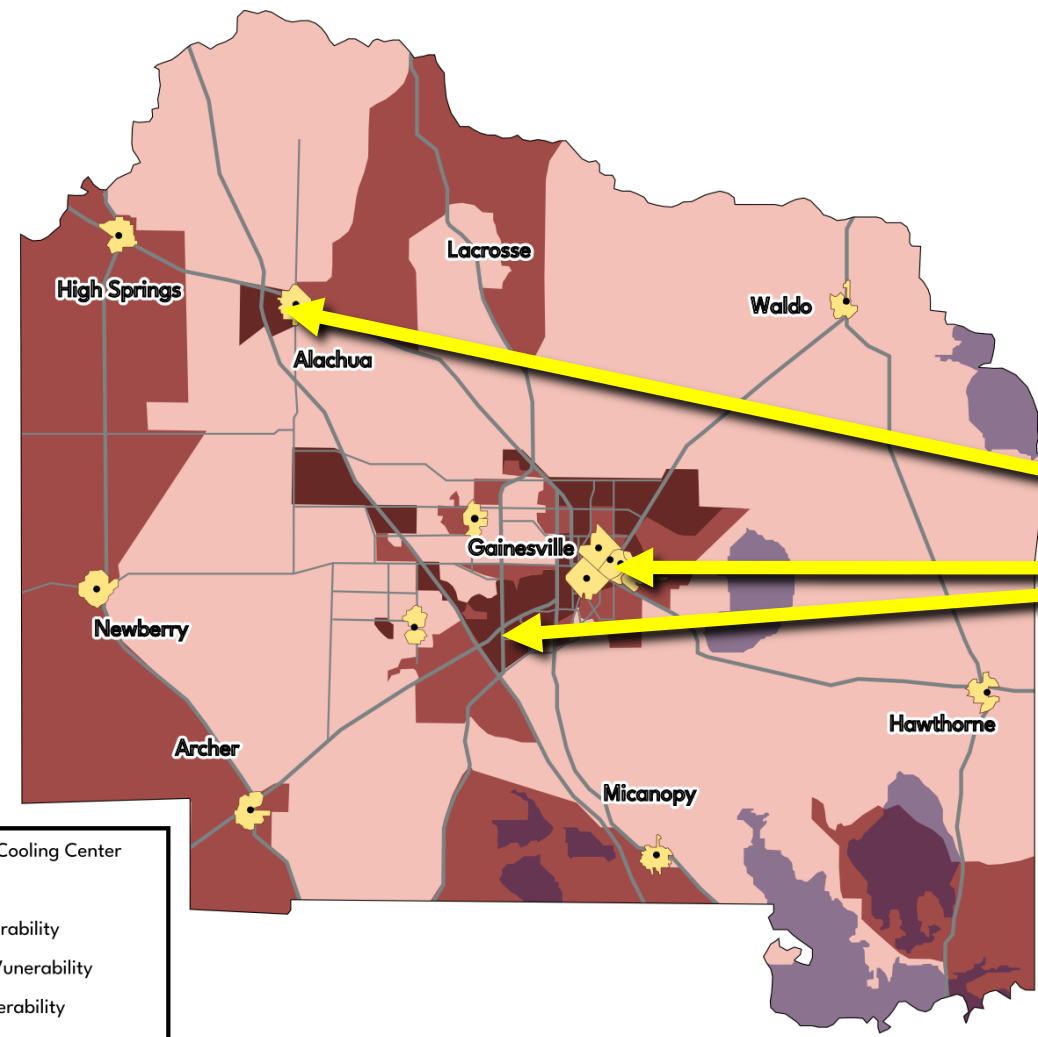 Lacrosse
High Springs
Waldo
Alachua
Gainesville
Newberry
Hawthorne
Archer
Micanopy
Cooling Center
rability
Vunerability
erability